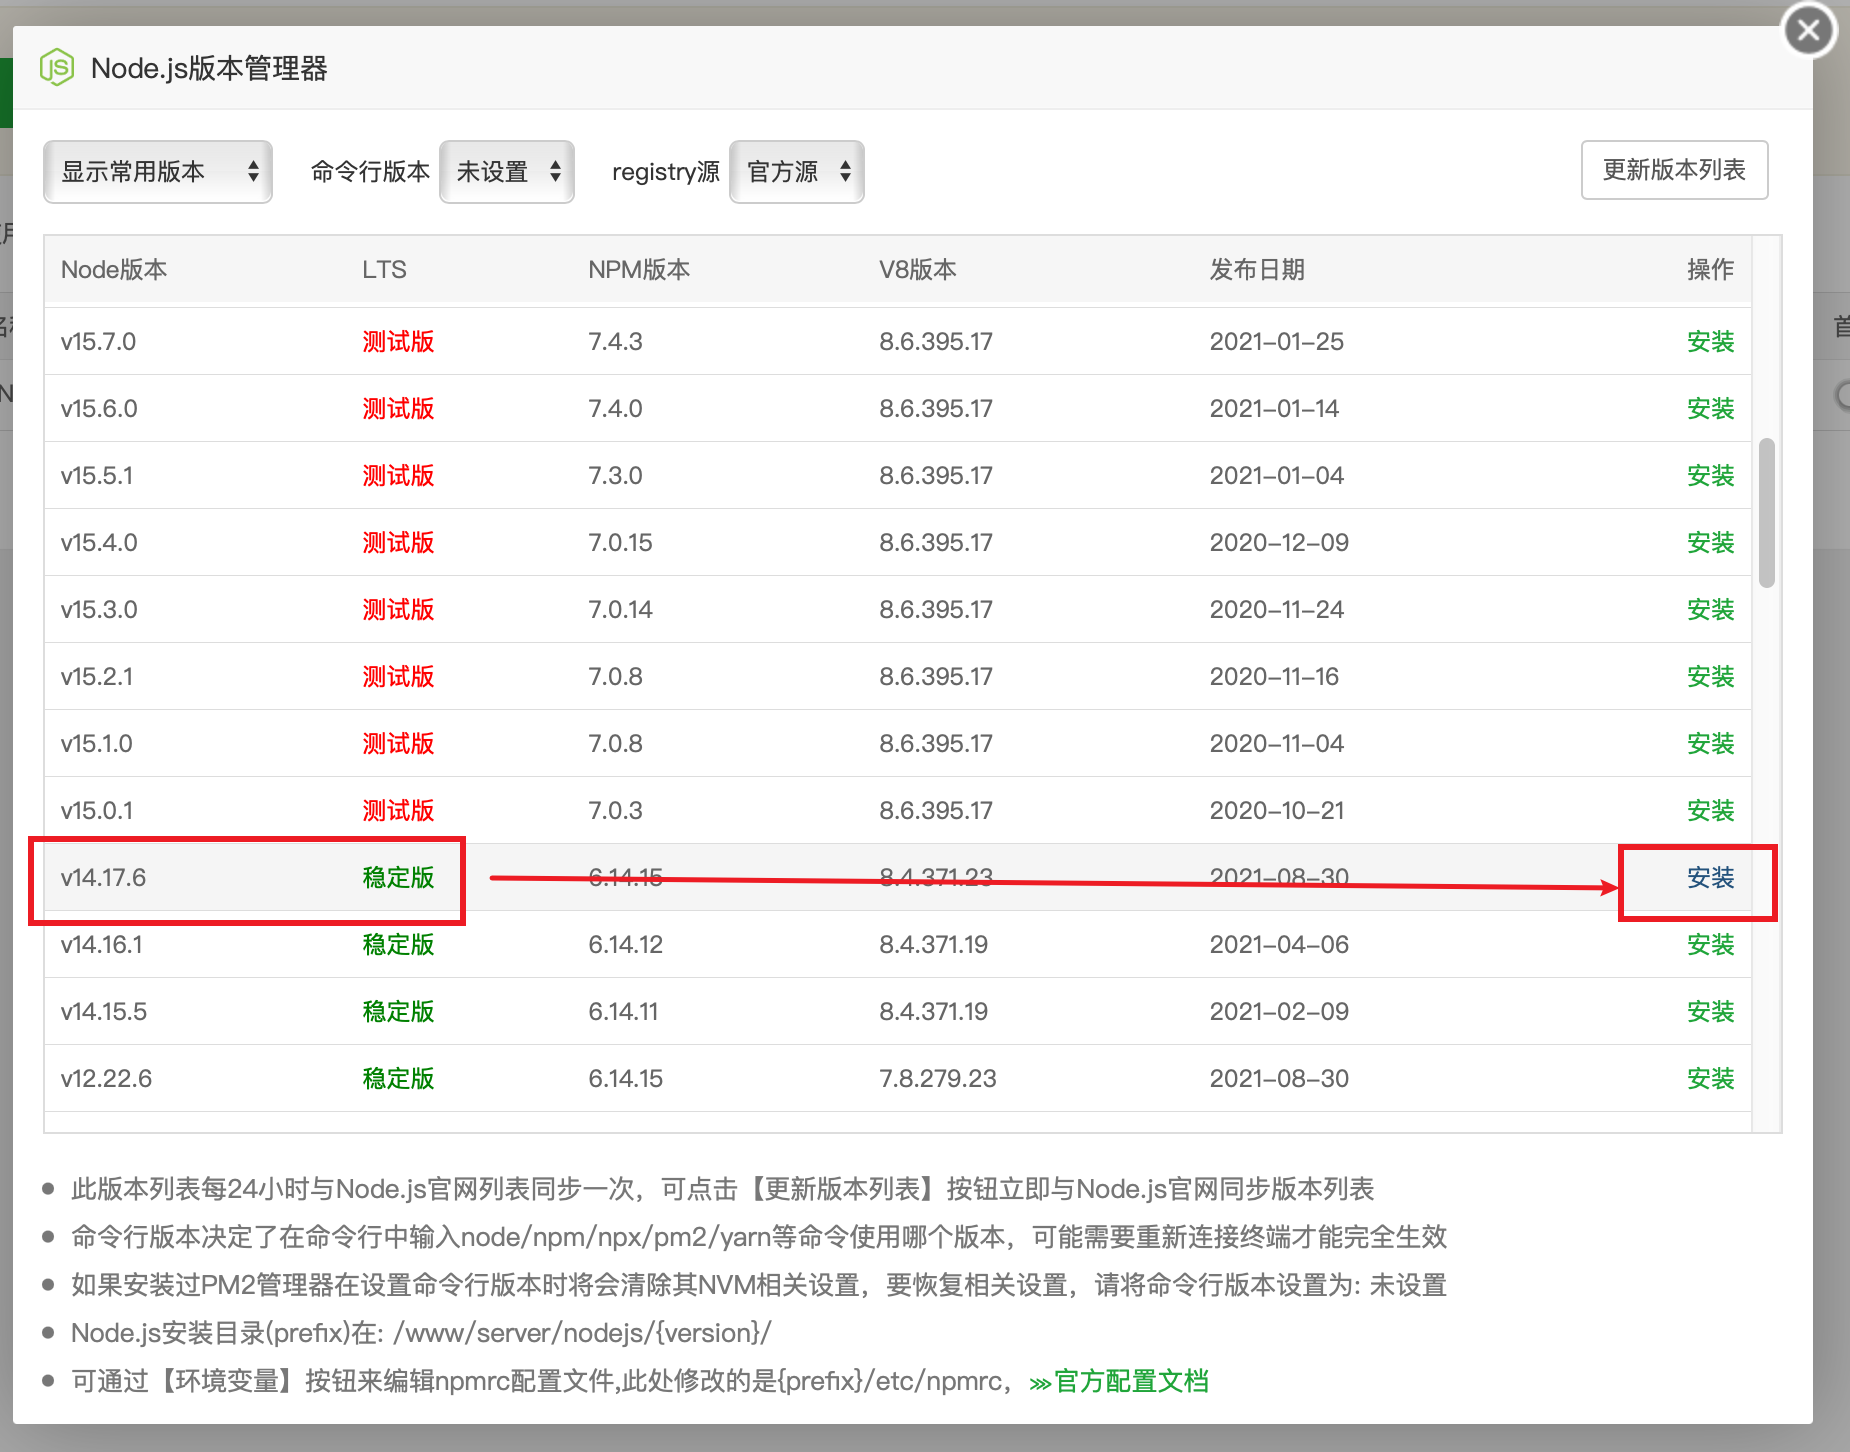 Node.js版本管理器
显示常用版本 命令行版本 未设置 registry源 官方源 更新版本列表
Node版本 LTS NPM版本 V8版本 发布日期 操作
v15.7.0 测试版 7.4.3 8.6.395.17 2021-01-25 安装
v15.6.0 测试版 7.4.0 8.6.395.17 2021-01-14 安装
v15.5.1 测试版 7.3.0 8.6.395.17 2021-01-04 安装
v15.4.0 测试版 7.0.15 8.6.395.17 2020-12-09 安装
v15.3.0 测试版 7.0.14 8.6.395.17 2020-11-24 安装
v15.2.1 测试版 7.0.8 8.6.395.17 2020-11-16 安装
v15.1.0 测试版 7.0.8 8.6.395.17 2020-11-04 安装
v15.0.1 测试版 7.0.3 8.6.395.17 2020-10-21 安装
v14.17.6 稳定版 6.14.15 8.4.371.23 2021-08-30 安装
v14.16.1 稳定版 6.14.12 8.4.371.19 2021-04-06 安装
v14.15.5 稳定版 6.14.11 8.4.371.19 2021-02-09 安装
v12.22.6 稳定版 6.14.15 7.8.279.23 2021-08-30 安装
此版本列表每24小时与Node.js官网列表同步一次，可点击【更新版本列表】按钮立即与Node.js官网同步版本列表
命令行版本决定了在命令行中输入node/npm/npx/pm2/yarn等命令使用哪个版本，可能需要重新连接终端才能完全生效
如果安装过PM2管理器在设置命令行版本时将会清除其NVM相关设置，要恢复相关设置，请将命令行版本设置为: 未设置
Node.js安装目录(prefix)在: /www/server/nodejs/{version}/
可通过【环境变量】按钮来编辑npmrc配置文件,此处修改的是{prefix}/etc/npmrc，>>>官方配置文档